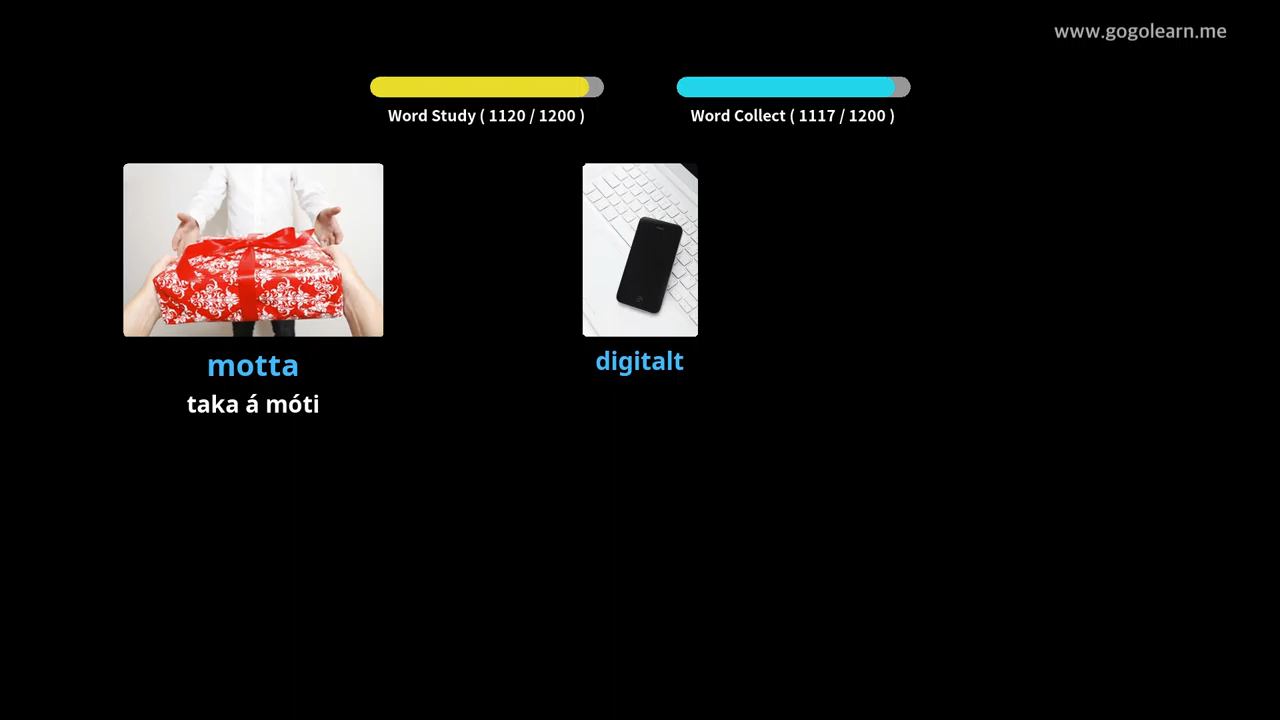 www.gogolearn.me
Word Study ( 1120 / 1200 )
Word Collect ( 1117 / 1200 )
motta
taka á móti
digitalt